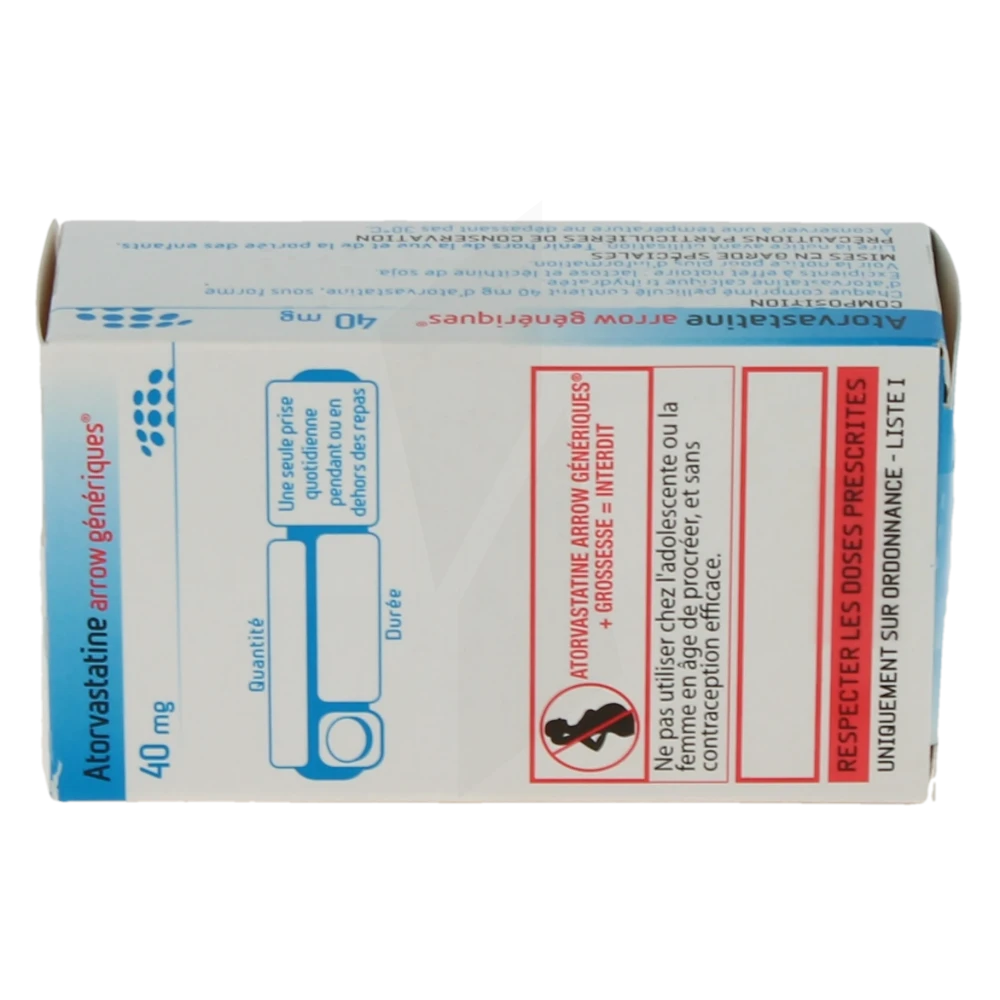 Atorvastatine arrow génériques®
40 mg
Quantité
Une seule prise
quotidienne
pendant ou en
dehors des repas
Durée
ATORVASTATINE ARROW GÉNÉRIQUES®
+ GROSSESSE = INTERDIT
Ne pas utiliser chez l'adolescente ou la
femme en âge de procréer, et sans
contraception efficace.
RESPECTER LES DOSES PRESCRITES
UNIQUEMENT SUR ORDONNANCE - LISTE I
Atorvastatine arrow génériques® 40 mg
COMPOSITION
Chaque comprimé pelliculé contient 40 mg d'atorvastatine, sous forme
d'atorvastatine calcique trihydratée.
Excipients à effet notoire : lactose et lécithine de soja
Voir la notice pour plus d'information.
MISES EN GARDE SPÉCIALES
Lire la notice avant utilisation. Tenir hors de la vue et de la portée des enfants.
PRÉCAUTIONS PARTICULIÈRES DE CONSERVATION
A conserver à une température ne dépassant pas 30°C.